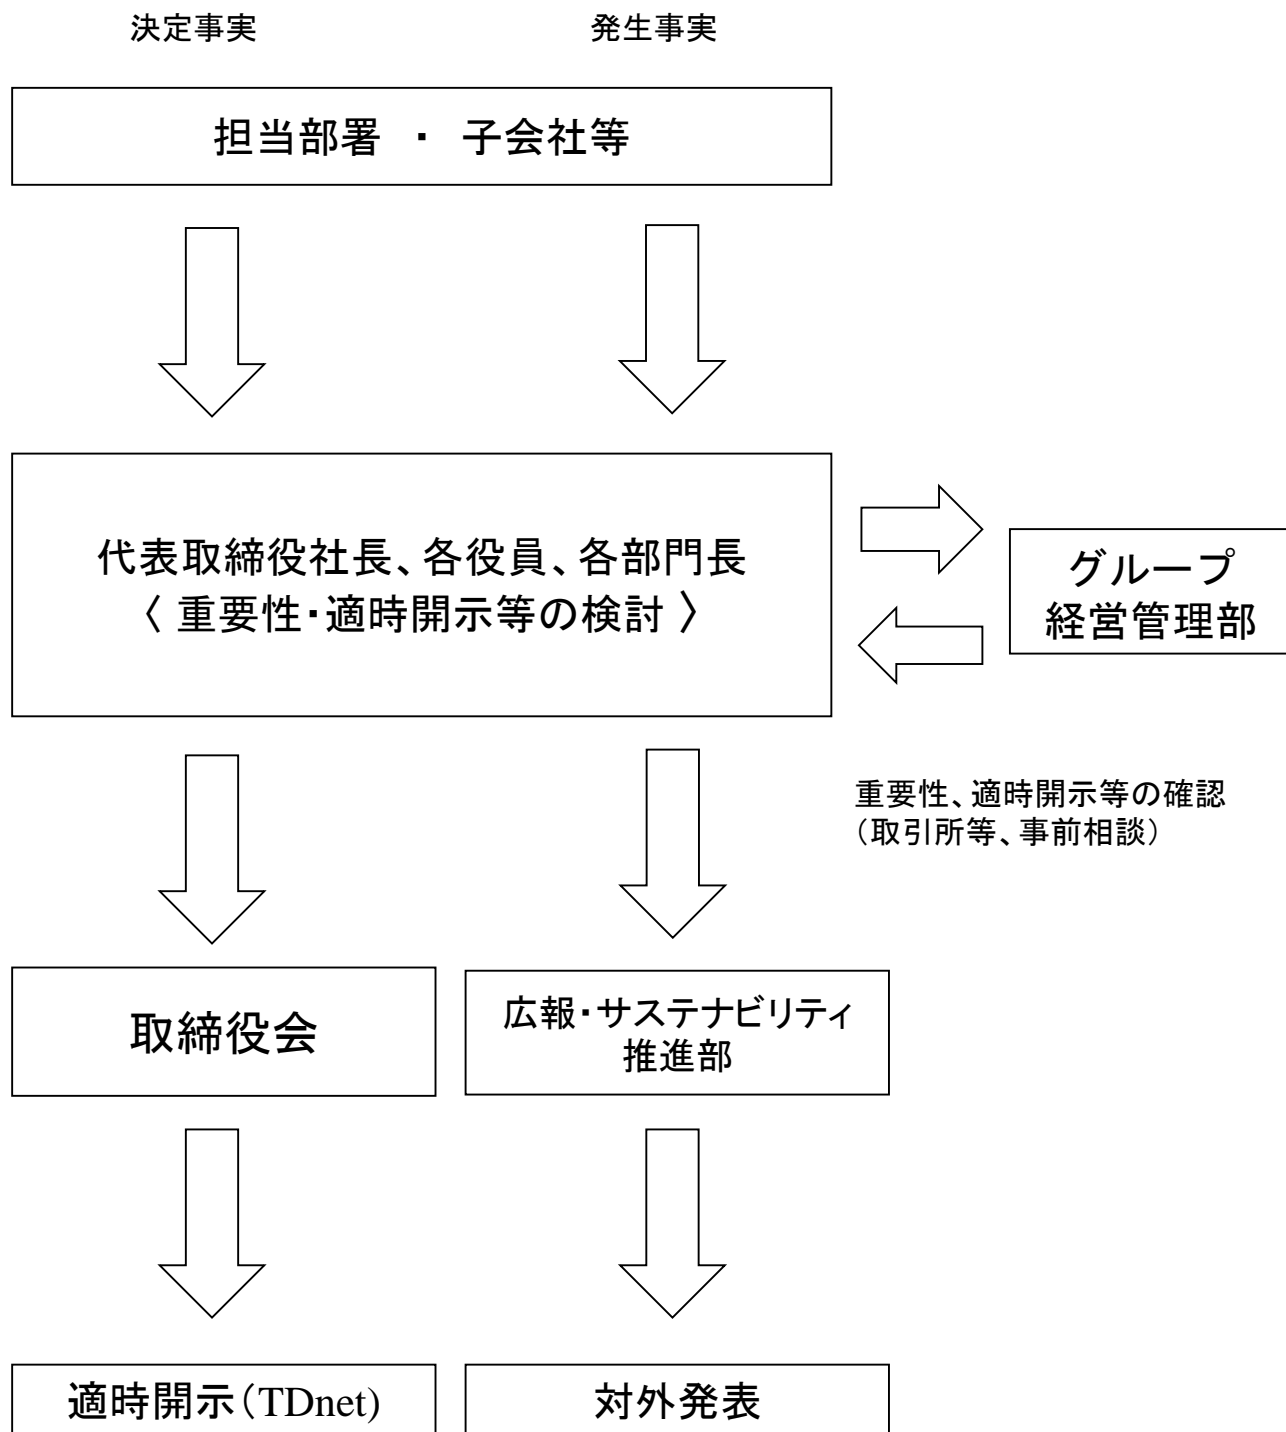 決定事実
発生事実
担当部署 ・ 子会社等
代表取締役社長、各役員、各部門長
〈 重要性・適時開示等の検討 〉
グループ
経営管理部
重要性、適時開示等の確認
（取引所等、事前相談）
取締役会
広報・サステナビリティ
推進部
適時開示（TDnet)
対外発表